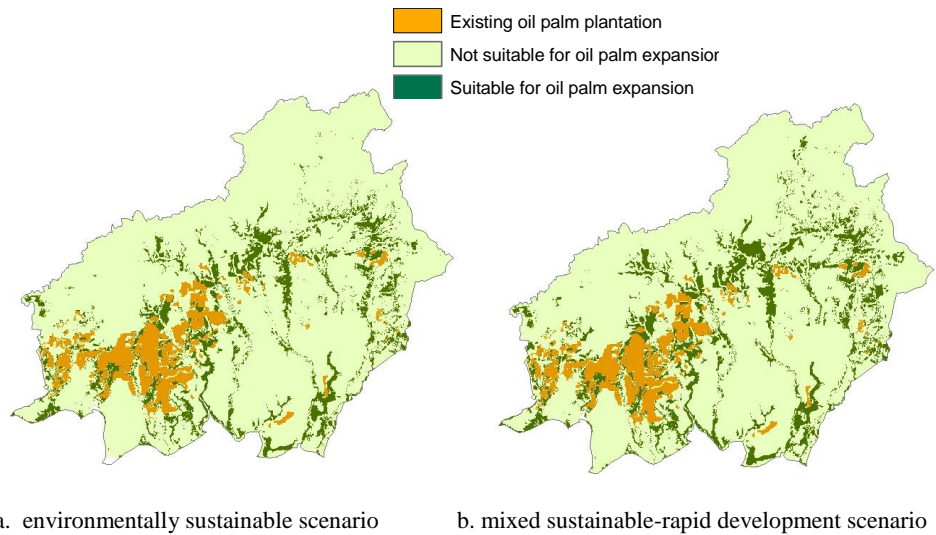 Existing oil palm plantation
Not suitable for oil palm expansior
Suitable for oil palm expansion
a. environmentally sustainable scenario
b. mixed sustainable-rapid development scenario